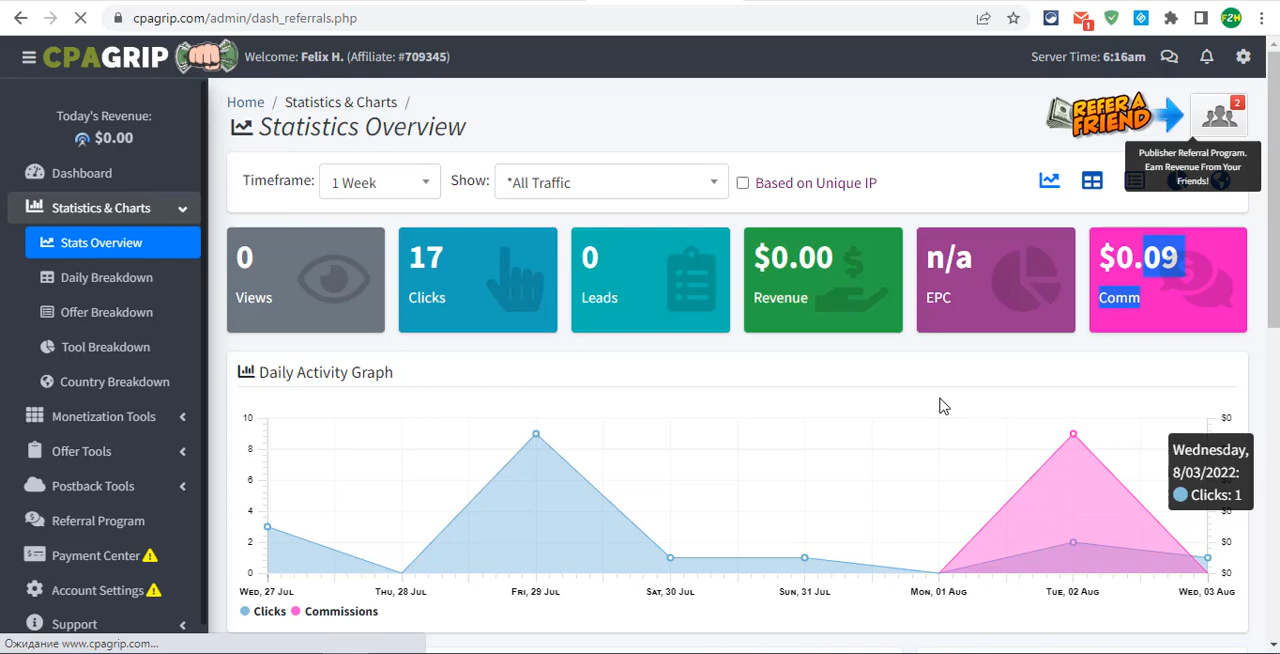 cpagrip.com/admin/dash_referrals.php
1
F2H
CPAGRIP
Welcome: Felix H. (Affiliate: #709345)
Server Time: 6:16am
Today's Revenue:
$0.00
Dashboard
Statistics & Charts
Stats Overview
Daily Breakdown
Offer Breakdown
Tool Breakdown
Country Breakdown
Monetization Tools
Offer Tools
Postback Tools
Referral Program
Payment Center
Account Settings
Support
Home / Statistics & Charts /
Statistics Overview
REFER A
FRIEND
2
Publisher Referral Program.
Earn Revenue From Your
Friends!
Timeframe: 1 Week Show: *All Traffic Based on Unique IP
0
Views
17
Clicks
0
Leads
$0.00
Revenue
n/a
EPC
$0.09
Comm
Daily Activity Graph
10
8
6
4
2
0
$0
$0
$0
$0
Wednesday,
8/03/2022:
Clicks: 1
WED, 27 JUL THU, 28 JUL FRI, 29 JUL SAT, 30 JUL SUN, 31 JUL MON, 01 AUG TUE, 02 AUG WED, 03 AUG
Clicks Commissions
Ожидание www.cpagrip.com...